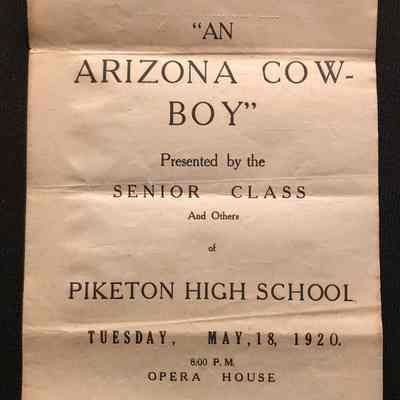 "AN
ARIZONA COW-
BOY"
Presented by the
SENIOR CLASS
And Others
of
PIKETON HIGH SCHOOL
TUESDAY, MAY, 18, 1920.
8:00 P. M.
OPERA HOUSE